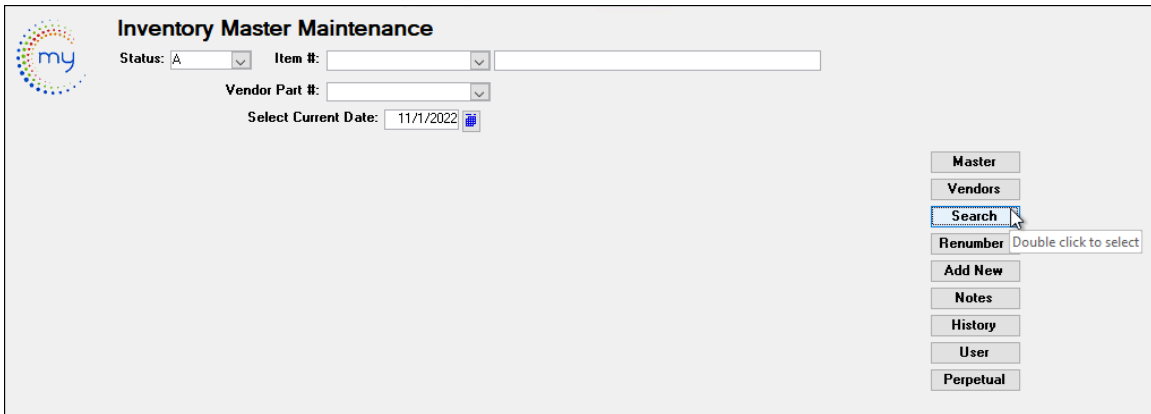 my
Inventory Master Maintenance
Status: A Item #:
Vendor Part #:
Select Current Date: 11/1/2022
Master
Vendors
Search
Renumber Double click to select
Add New
Notes
History
User
Perpetual